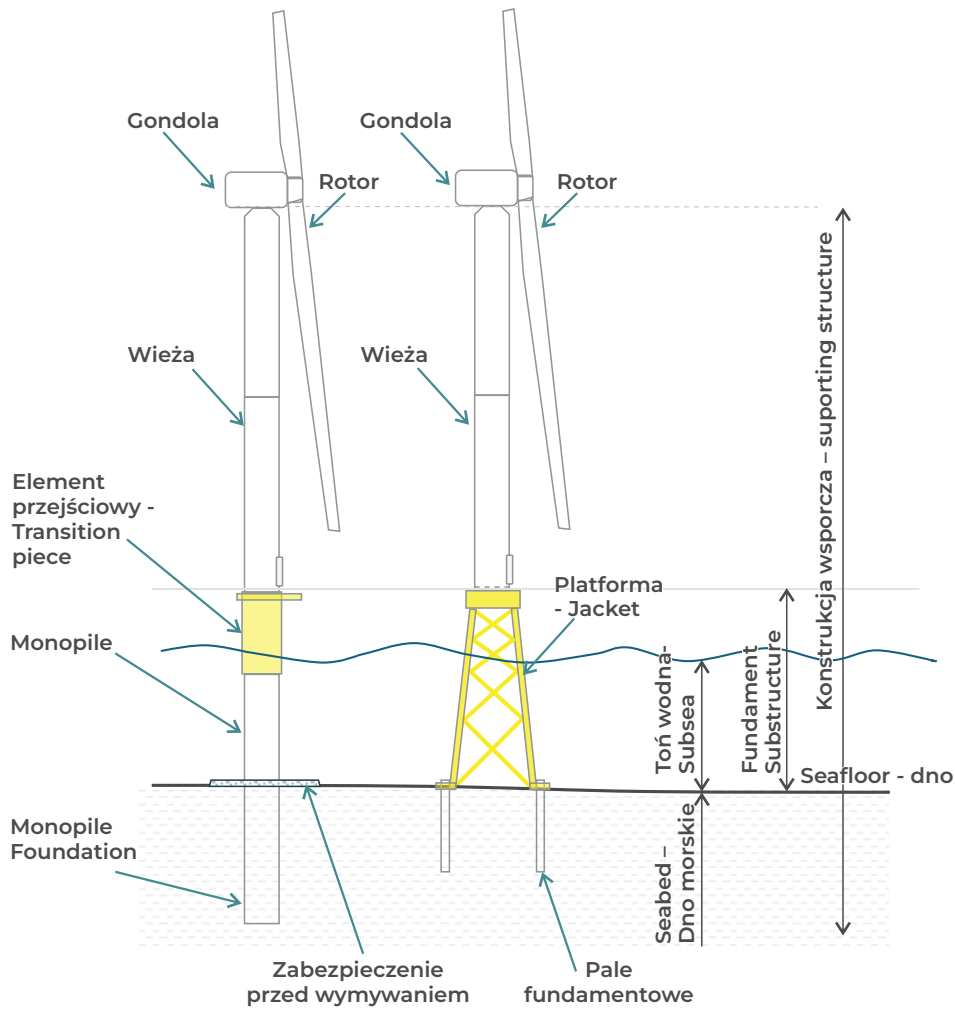 Gondola
Gondola
Rotor
Rotor
Wieża
Wieża
Element
przejściowy -
Transition
piece
Platforma
- Jacket
Monopile
Konstrukcja wsporcza – suporting structure
Toń wodna-
Subsea
Fundament
Substructure
Seafloor - dno
Monopile
Foundation
Seabed –
Dno morskie
Zabezpieczenie
przed wymywaniem
Pale
fundamentowe